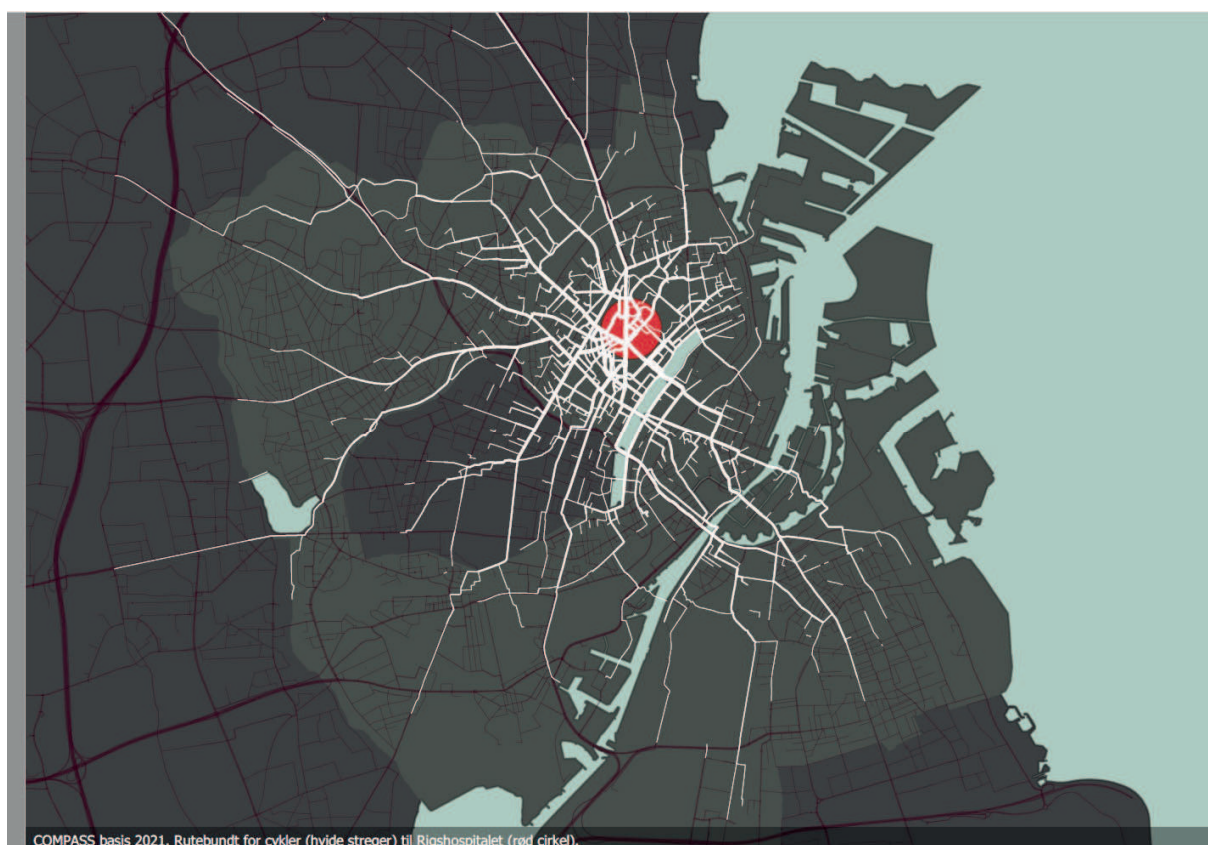 COMPASS basis 2021. Rutebundt for cykler (hvide streger) til Rigshospitalet (rød cirkel).